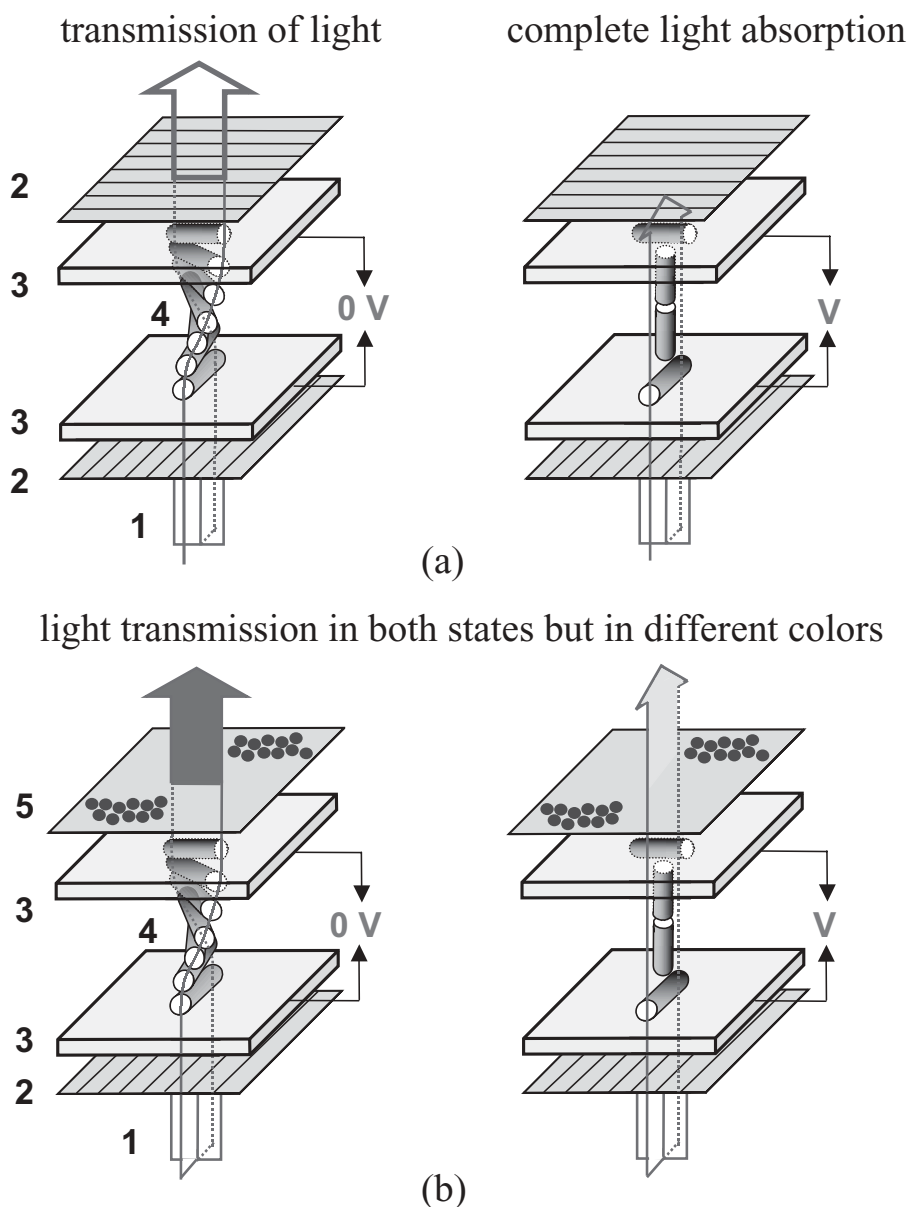 transmission of light
complete light absorption
2
3
4
0 V
V
3
2
1
(a)
light transmission in both states but in different colors
5
3
4
0 V
V
3
2
1
(b)